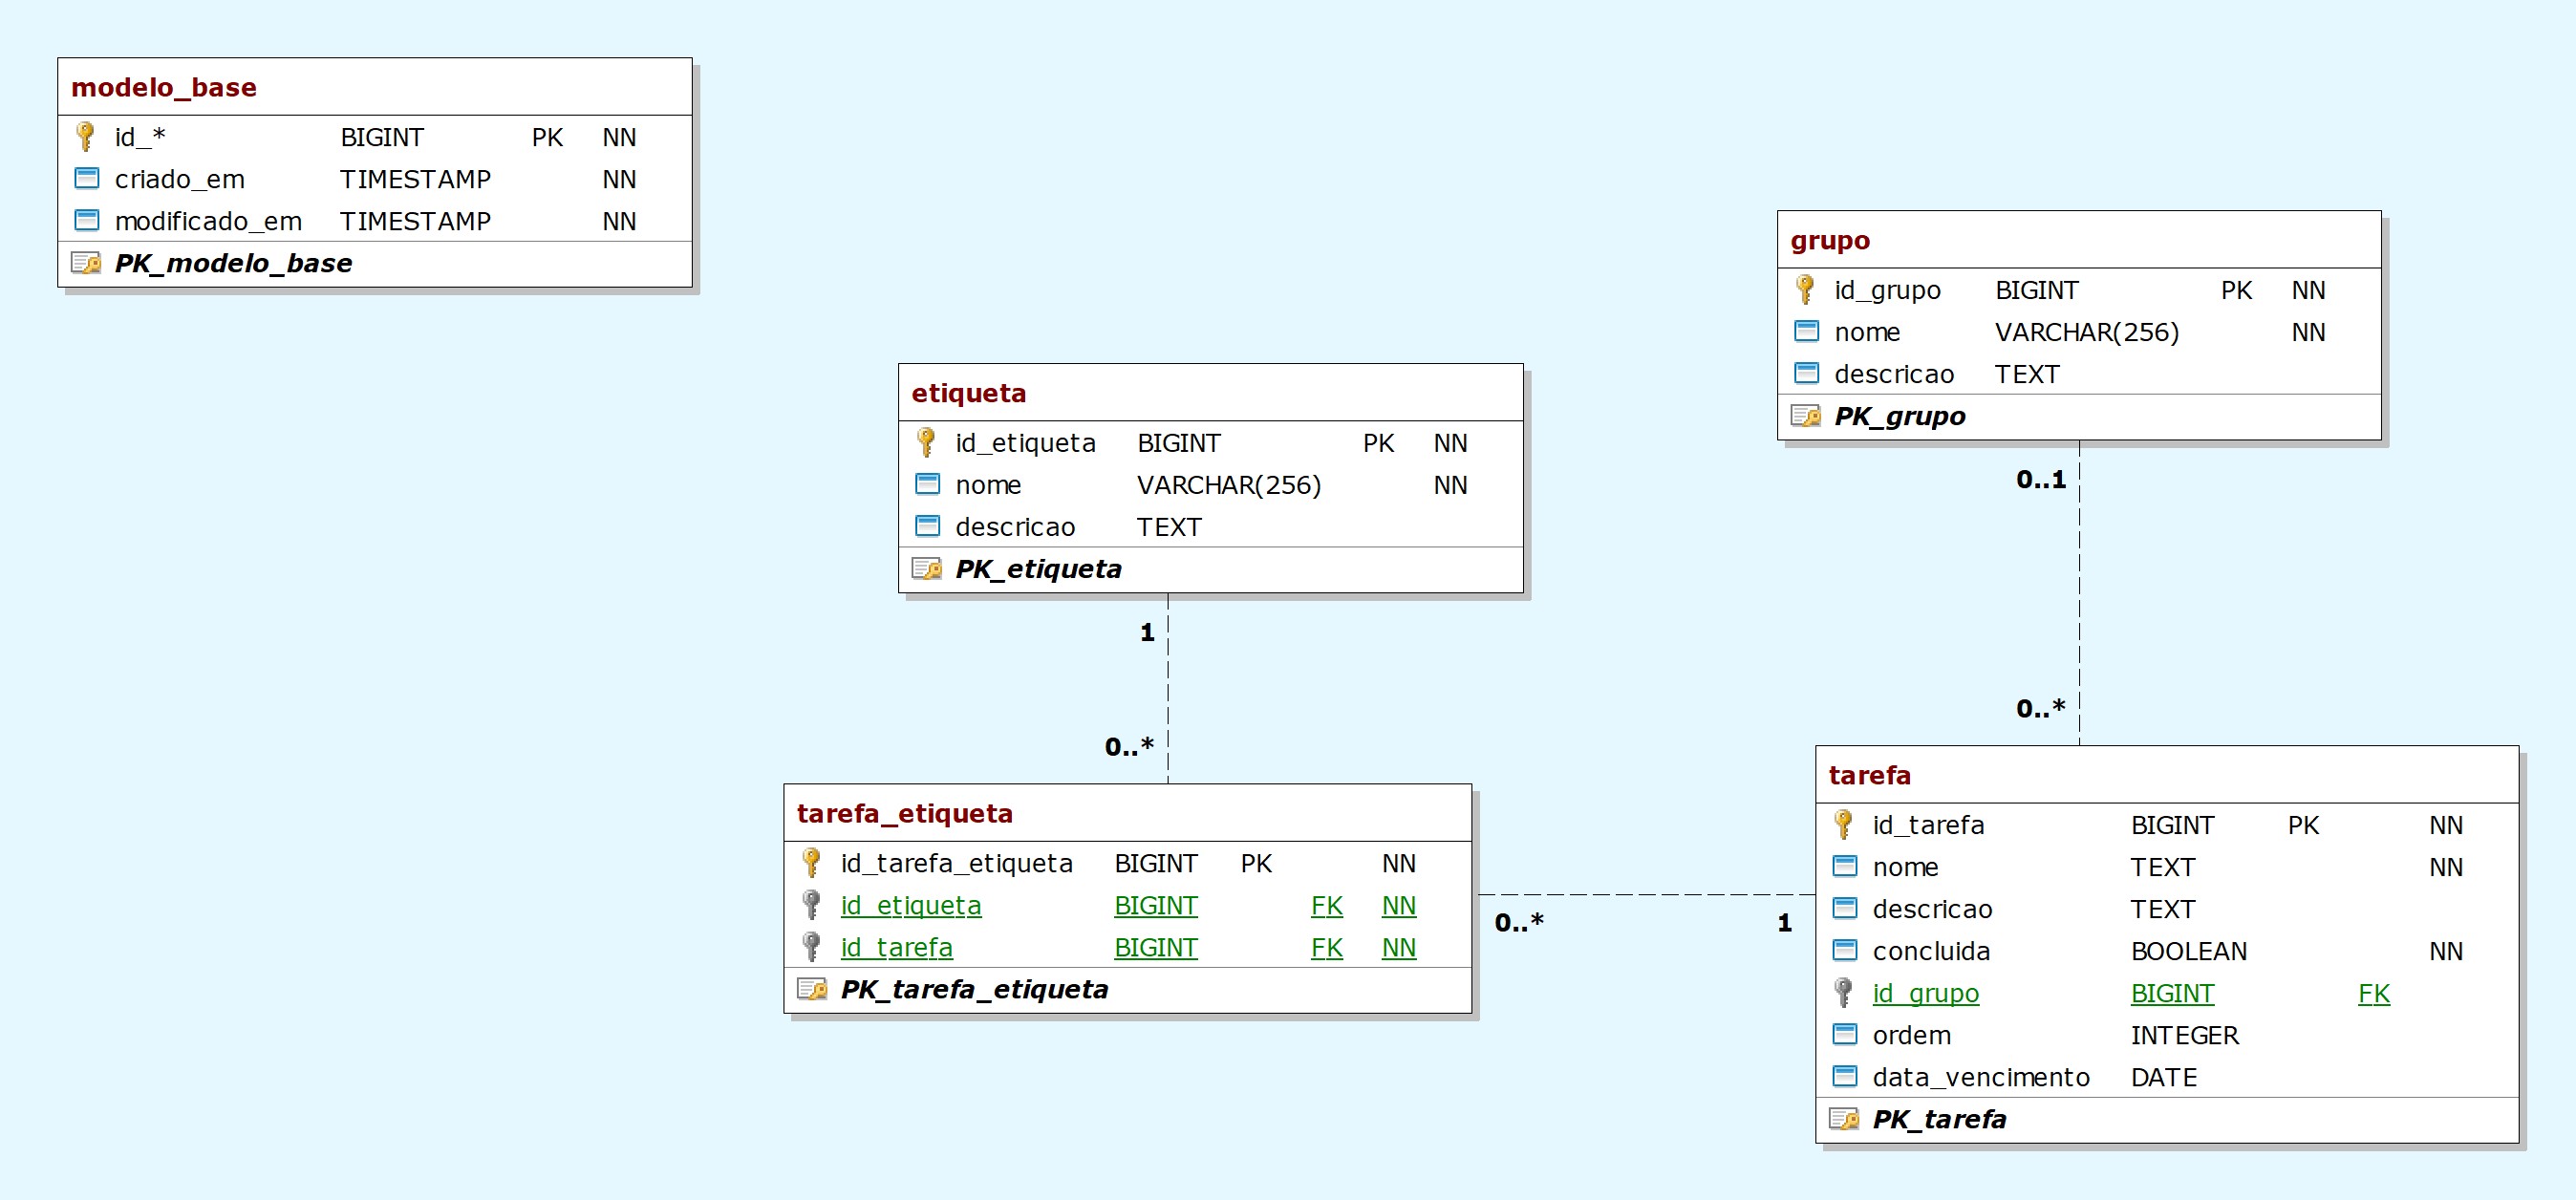 modelo_base
id_* BIGINT PK NN
criado_em TIMESTAMP NN
modificado_em TIMESTAMP NN
PK_modelo_base
grupo
id_grupo BIGINT PK NN
nome VARCHAR(256) NN
descricao TEXT
PK_grupo
etiqueta
id_etiqueta BIGINT PK NN
nome VARCHAR(256) NN
descricao TEXT
PK_etiqueta
0..1
1
0..*
0..*
tarefa_etiqueta
id_tarefa_etiqueta BIGINT PK NN
id_etiqueta BIGINT FK NN
id_tarefa BIGINT FK NN
PK_tarefa_etiqueta
0..* 1
tarefa
id_tarefa BIGINT PK NN
nome TEXT NN
descricao TEXT
concluida BOOLEAN NN
id_grupo BIGINT FK
ordem INTEGER
data_vencimento DATE
PK_tarefa